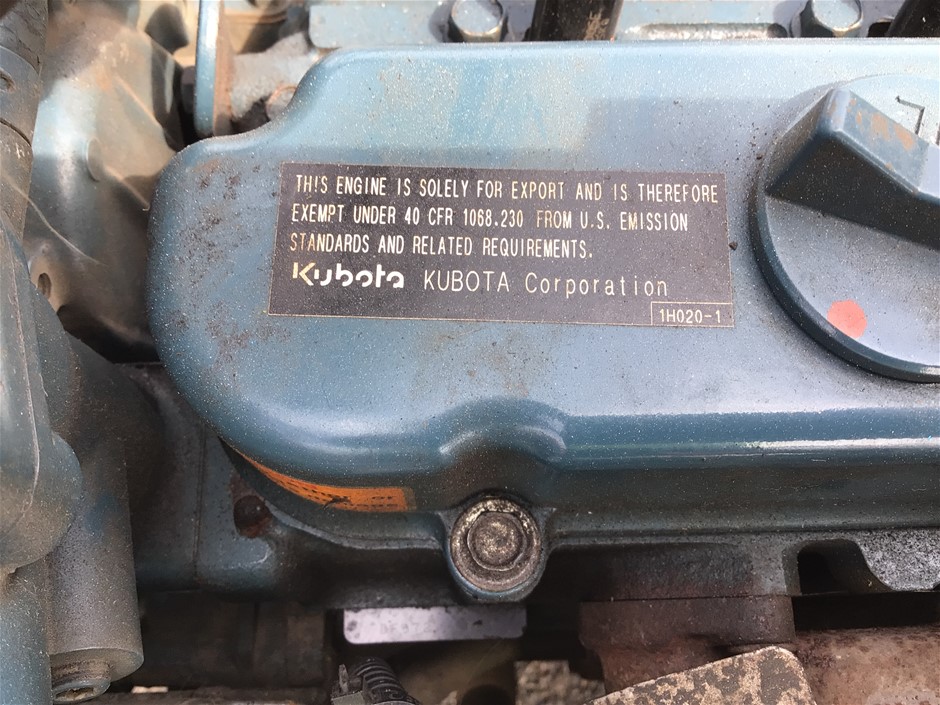 THIS ENGINE IS SOLELY FOR EXPORT AND IS THEREFORE
EXEMPT UNDER 40 CFR 1068.230 FROM U.S. EMISSION
STANDARDS AND RELATED REQUIREMENTS.
Kubota KUBOTA Corporation
1H020-1